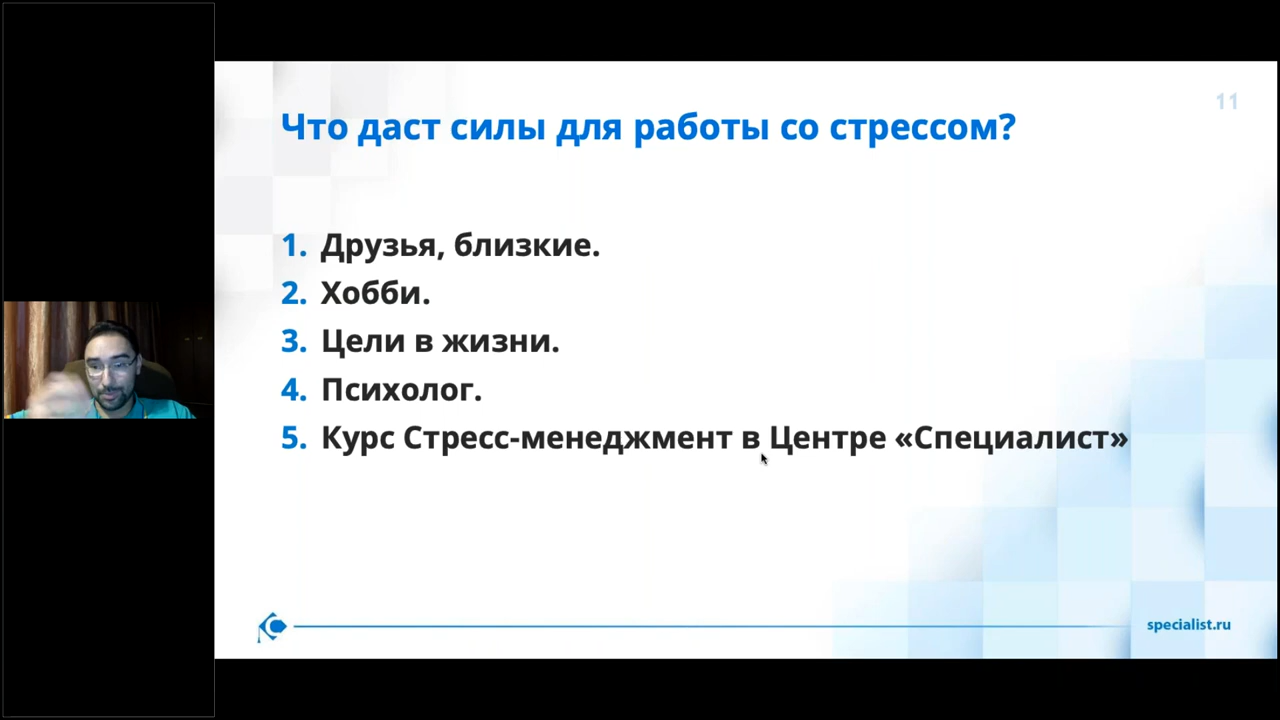 11
Что даст силы для работы со стрессом?
1. Друзья, близкие.
2. Хобби.
3. Цели в жизни.
4. Психолог.
5. Курс Стресс-менеджмент в Центре «Специалист»
specialist.ru